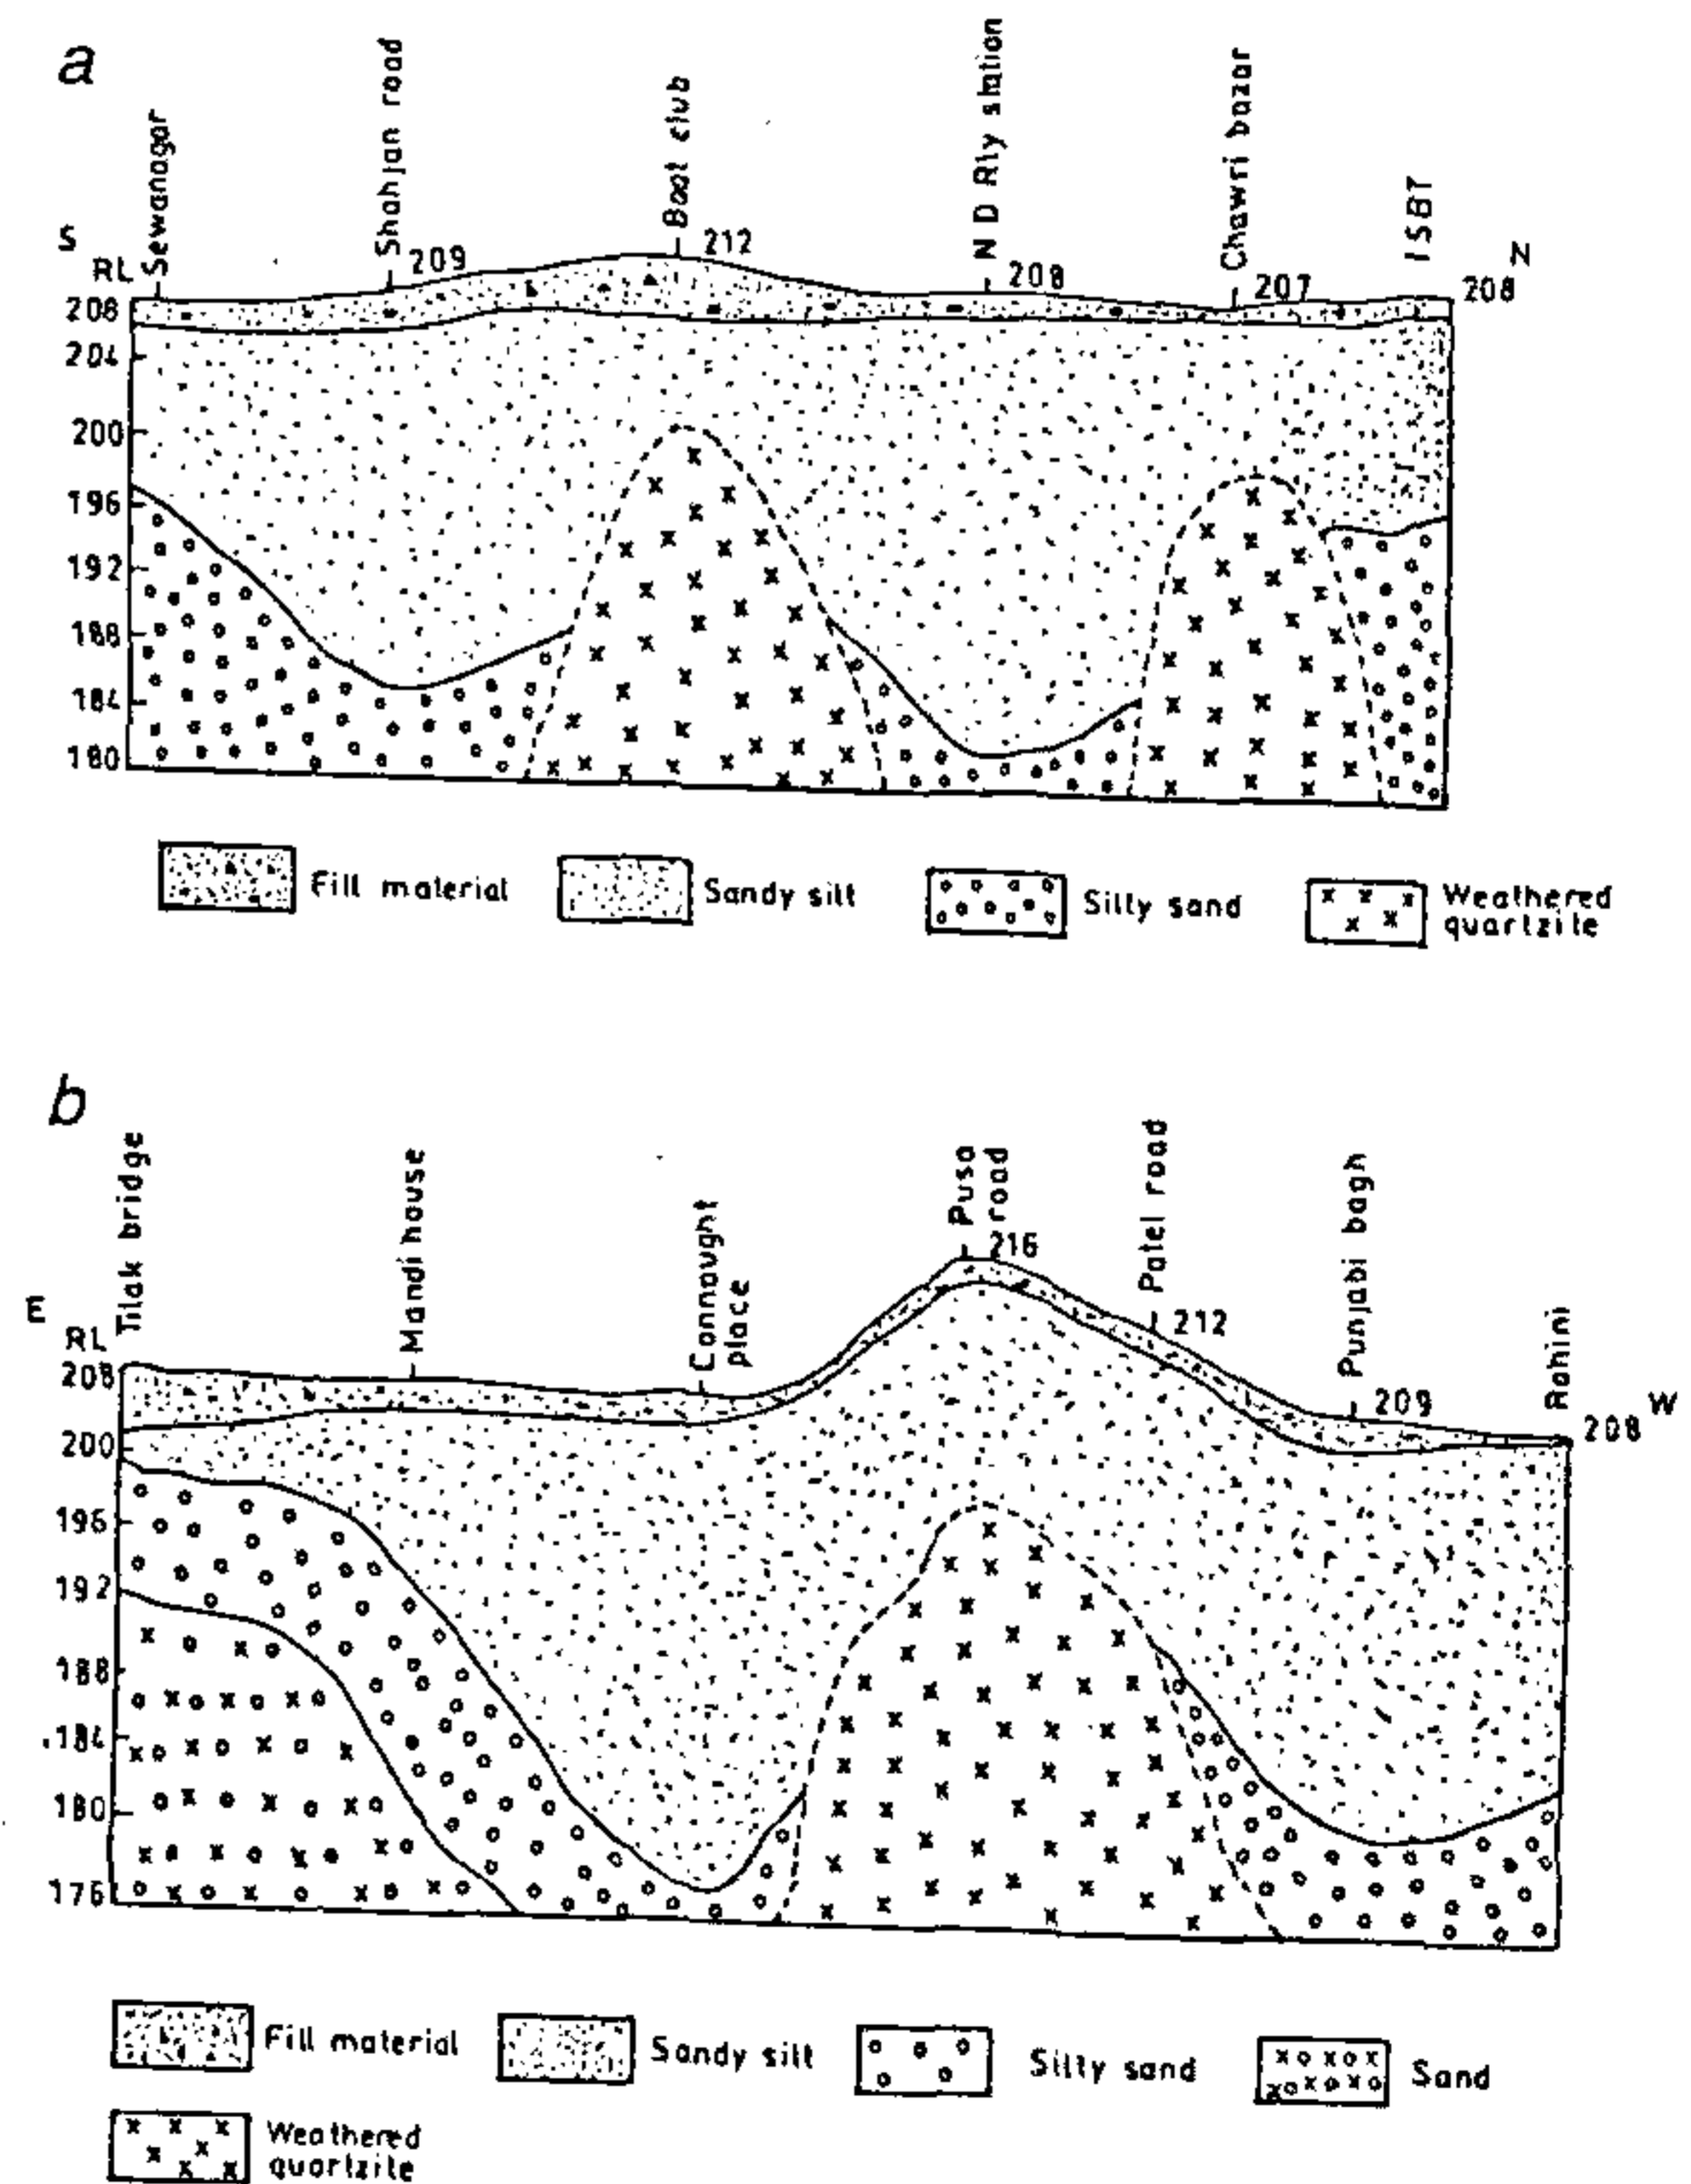 a
Sewanagar
Shahjan road
Boat club
N D Rly station
Chawri bazar
ISBT
S
N
RL
209
212
208
207
208
208
204
200
196
192
188
184
180
Fill material
Sandy silt
Silty sand
Weathered
quartzite
b
Tilak bridge
Mandi house
Connaught
place
Pusa
road
Patel road
Punjabi bagh
Rohini
E
W
RL
216
212
209
208
208
200
196
192
188
184
180
176
Fill material
Sandy silt
Silty sand
Sand
Weathered
quartzite